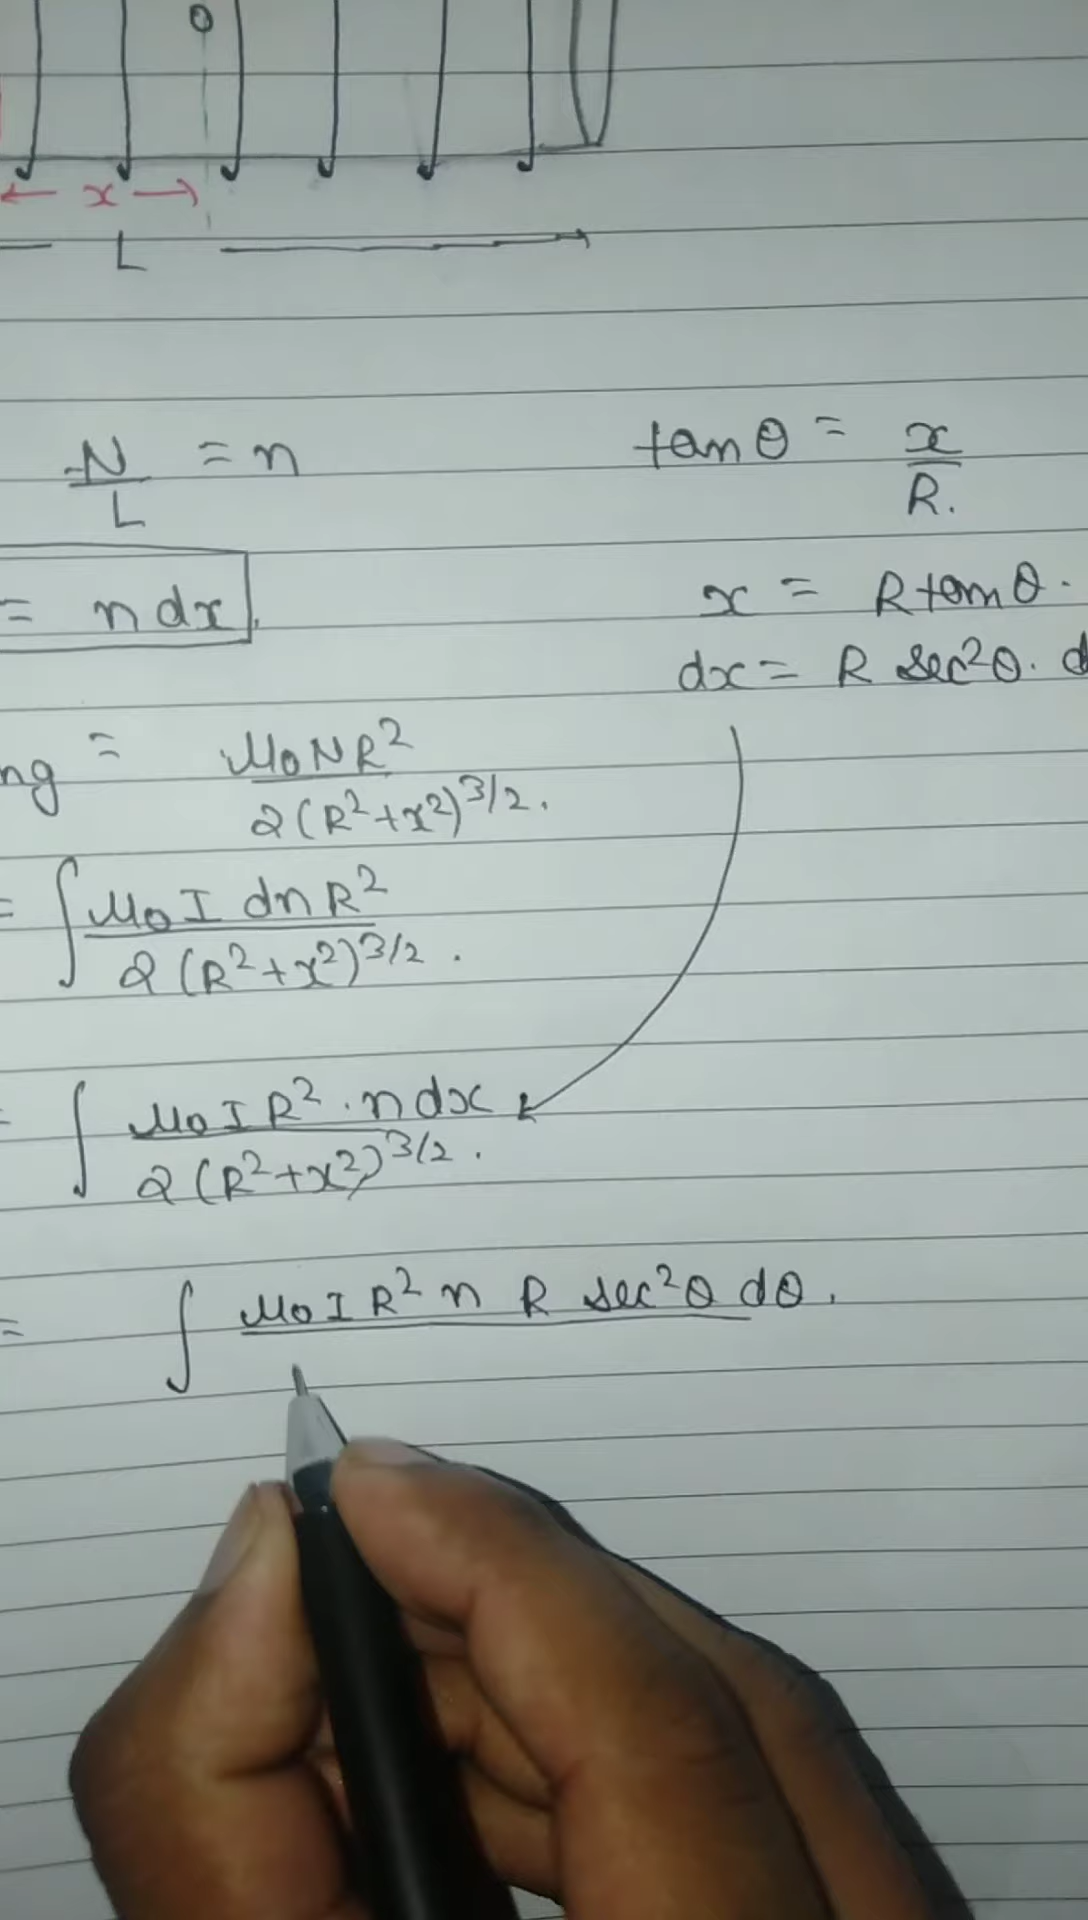 O
← x →
L
N/L = n
tan θ = x/R.
= n dx.
x = R tan θ.
dx = R sec²θ. d
ng = μ₀NR² / 2(R²+x²)^3/2.
= ∫ μ₀ I dn R² / 2(R²+x²)^3/2.
= ∫ μ₀ I R² . n dx / 2(R²+x²)^3/2.
= ∫ μ₀ I R² n R sec²θ dθ.